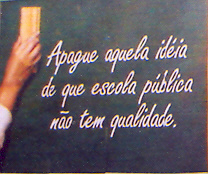 Apague aquela idéia
de que escola pública
não tem qualidade.